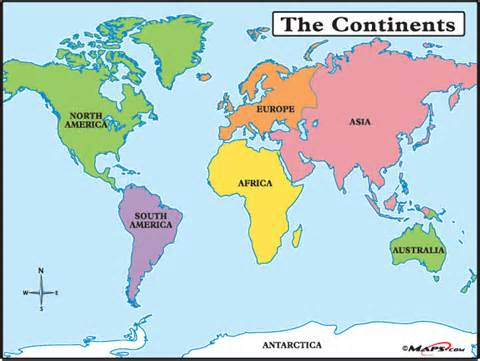 The Continents
NORTH
AMERICA
EUROPE
ASIA
AFRICA
SOUTH
AMERICA
AUSTRALIA
N
W
E
S
ANTARCTICA
©MAPS.COM